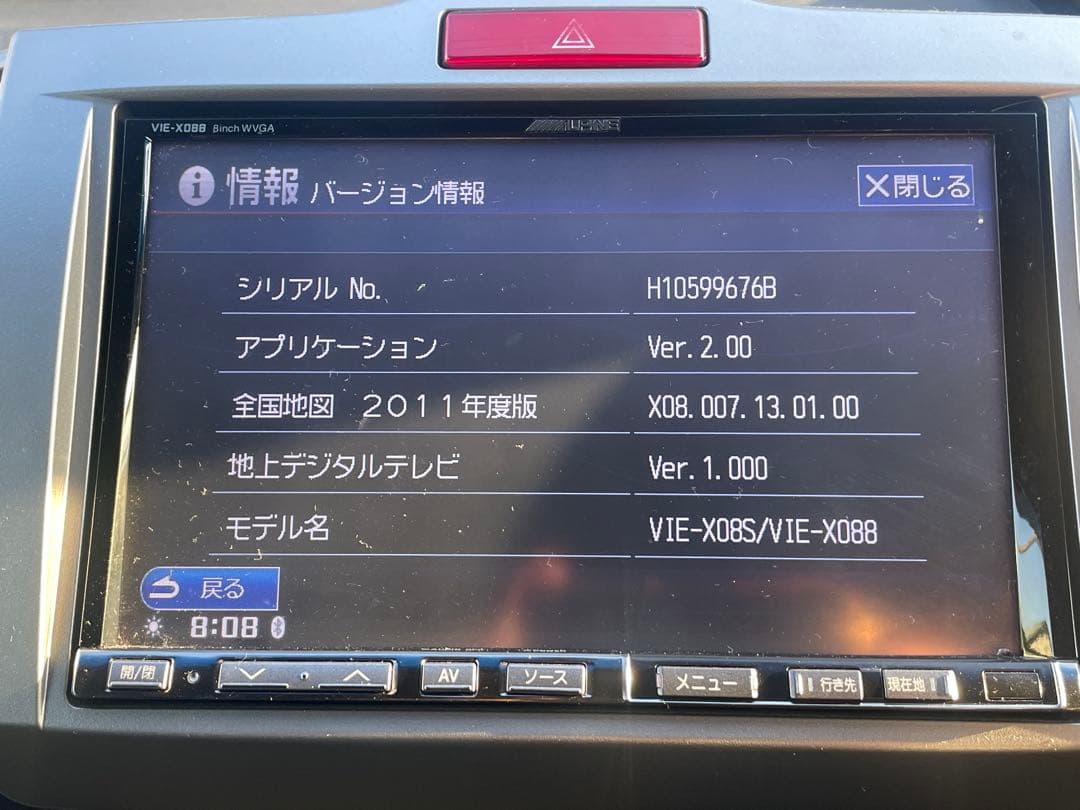 VIE-X088 8inch WVGA ALPINE
情報 バージョン情報 ×閉じる
シリアル No. H10599676B
アプリケーション Ver.2.00
全国地図 2011年度版 X08.007.13.01.00
地上デジタルテレビ Ver.1.000
モデル名 VIE-X08S/VIE-X088
戻る
8:08
開/閉 AV ソース メニュー 行き先 現在地